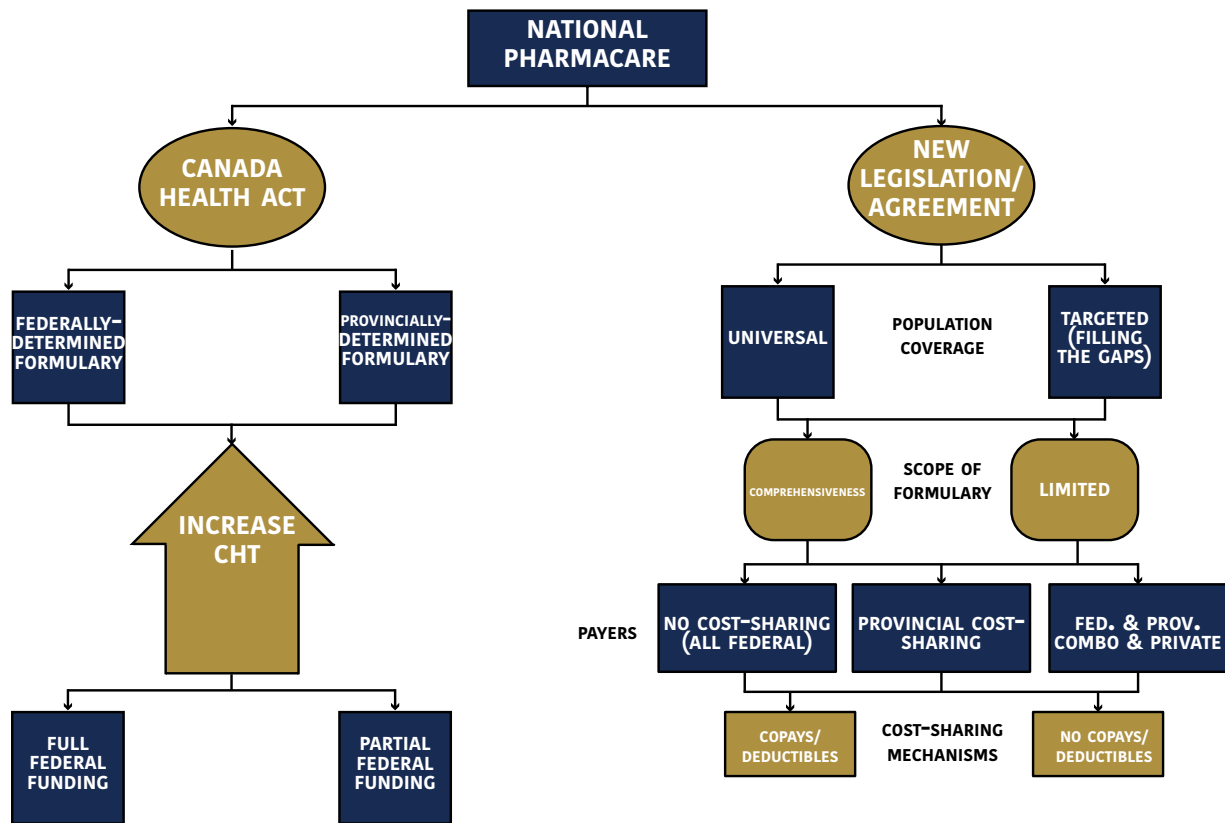 NATIONAL
PHARMACARE
CANADA
HEALTH ACT
NEW
LEGISLATION/
AGREEMENT
FEDERALLY-
DETERMINED
FORMULARY
PROVINCIALLY-
DETERMINED
FORMULARY
UNIVERSAL
POPULATION
COVERAGE
TARGETED
(FILLING
THE GAPS)
COMPREHENSIVENESS
SCOPE OF
FORMULARY
LIMITED
INCREASE
CHT
PAYERS
NO COST-SHARING
(ALL FEDERAL)
PROVINCIAL COST-
SHARING
FED. & PROV.
COMBO & PRIVATE
FULL
FEDERAL
FUNDING
PARTIAL
FEDERAL
FUNDING
COPAYS/
DEDUCTIBLES
COST-SHARING
MECHANISMS
NO COPAYS/
DEDUCTIBLES